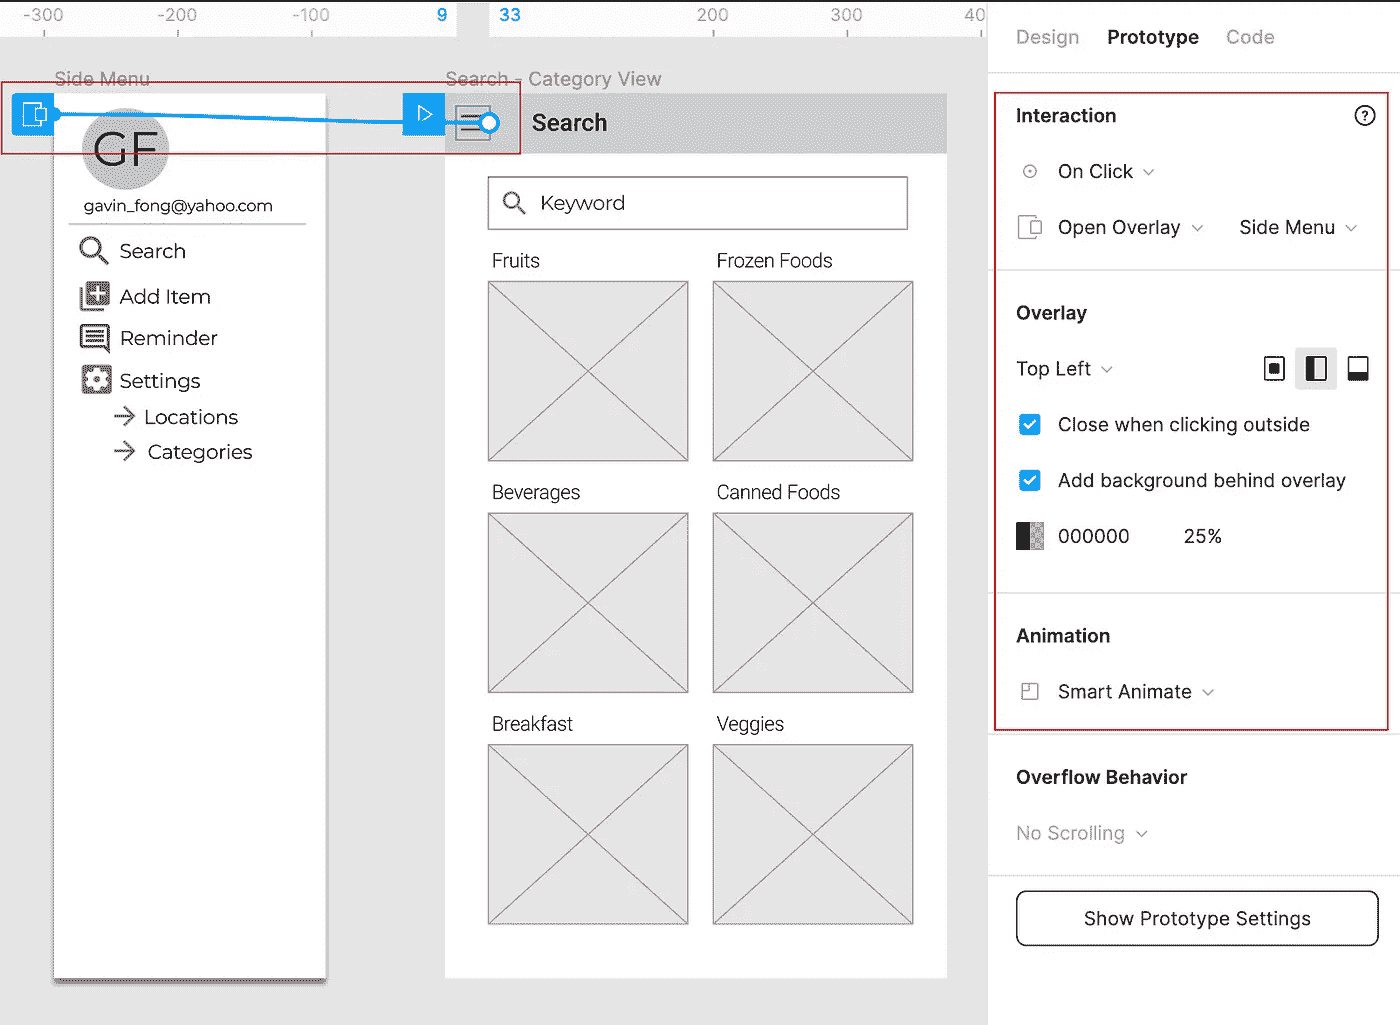 -300 -200 -100 9 33 200 300 40
Design Prototype Code
Side Menu
Search - Category View
GF
gavin_fong@yahoo.com
Search
Add Item
Reminder
Settings
Locations
Categories
Search
Keyword
Fruits Frozen Foods
Beverages Canned Foods
Breakfast Veggies
Interaction ?
On Click
Open Overlay Side Menu
Overlay
Top Left
Close when clicking outside
Add background behind overlay
000000 25%
Animation
Smart Animate
Overflow Behavior
No Scrolling
Show Prototype Settings